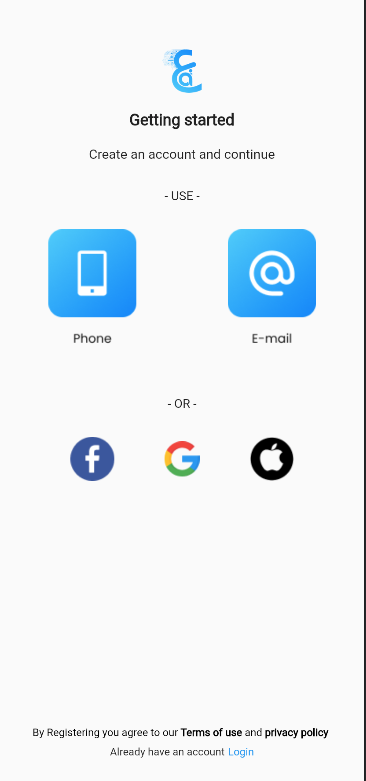 Getting started
Create an account and continue
- USE -
Phone
E-mail
- OR -
By Registering you agree to our Terms of use and privacy policy
Already have an account Login